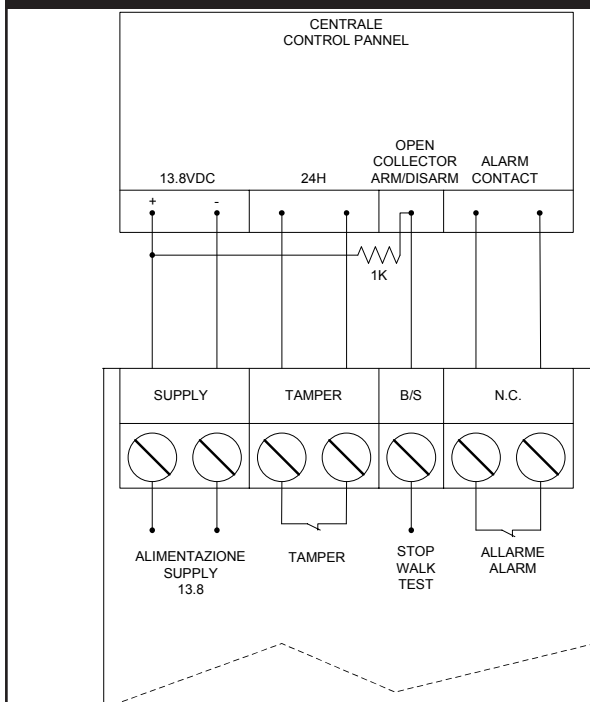 CENTRALE
CONTROL PANNEL
OPEN
COLLECTOR
ARM/DISARM
ALARM
CONTACT
13.8VDC
24H
+
-
1K
SUPPLY
TAMPER
B/S
N.C.
ALIMENTAZIONE
SUPPLY
13.8
TAMPER
STOP
WALK
TEST
ALLARME
ALARM